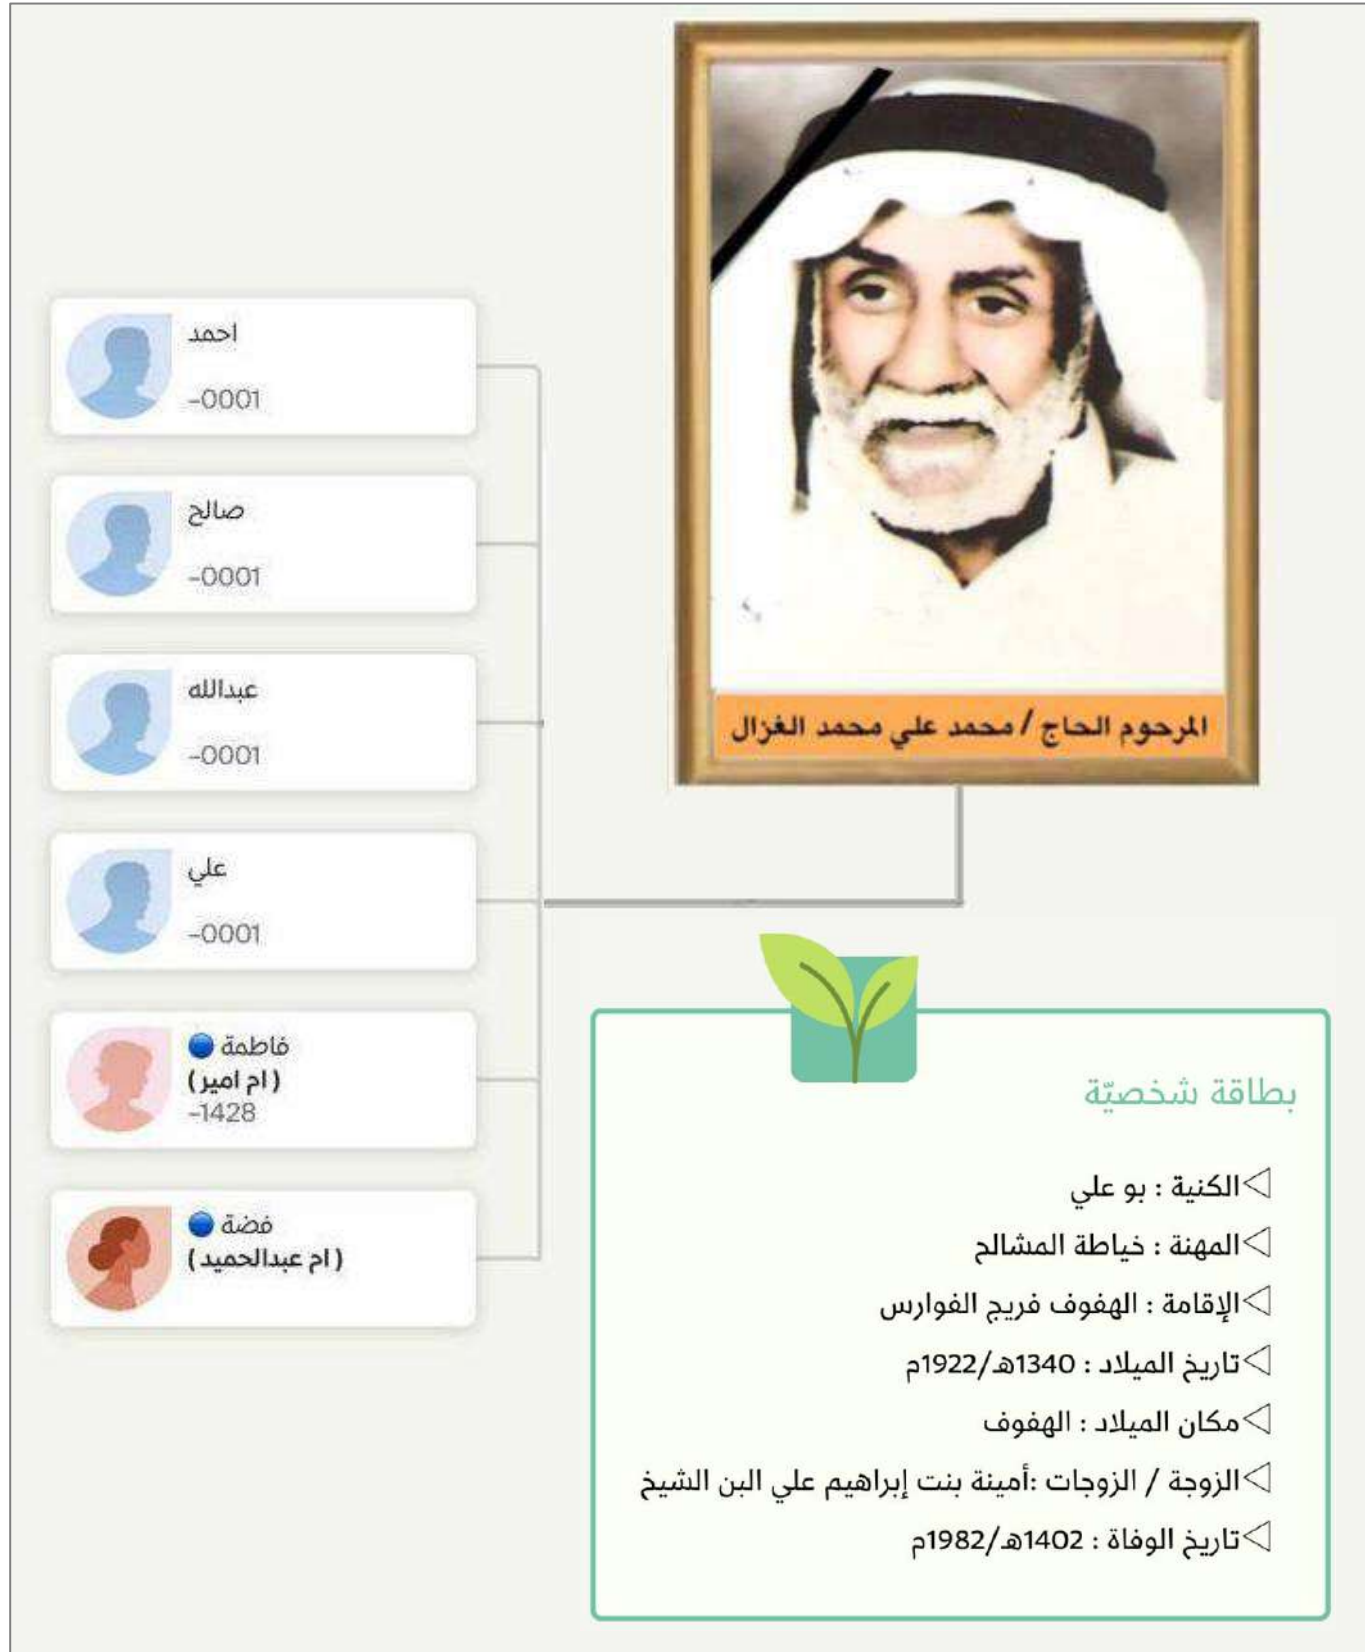 المرحوم الحاج / محمد علي محمد الغزال
احمد
-0001
صالح
-0001
عبدالله
-0001
علي
-0001
فاطمة
(ام امير)
-1428
فضة
(ام عبدالحميد)
بطاقة شخصيّة
الكنية : بو علي
المهنة : خياطة المشالح
الإقامة : الهفوف فريج الفوارس
تاريخ الميلاد : 1340هـ/1922م
مكان الميلاد : الهفوف
الزوجة / الزوجات :أمينة بنت إبراهيم علي البن الشيخ
تاريخ الوفاة : 1402هـ/1982م